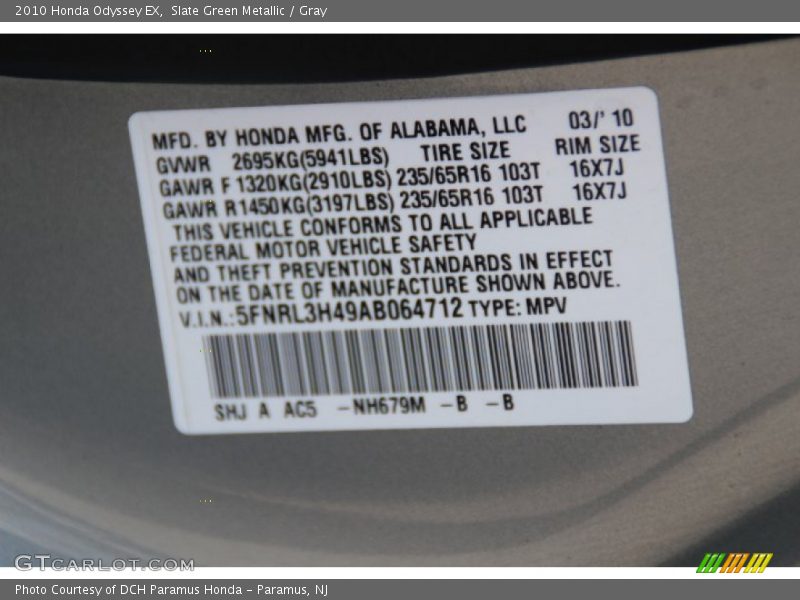 2010 Honda Odyssey EX, Slate Green Metallic / Gray
MFD. BY HONDA MFG. OF ALABAMA, LLC 03/' 10
GVWR 2695KG(5941LBS) TIRE SIZE RIM SIZE
GAWR F 1320KG(2910LBS) 235/65R16 103T 16X7J
GAWR R1450KG(3197LBS) 235/65R16 103T 16X7J
THIS VEHICLE CONFORMS TO ALL APPLICABLE
FEDERAL MOTOR VEHICLE SAFETY
AND THEFT PREVENTION STANDARDS IN EFFECT
ON THE DATE OF MANUFACTURE SHOWN ABOVE.
V.I.N.:5FNRL3H49AB064712 TYPE: MPV
SHJ A AC5 -NH679M -B -B
GTCARLOT.COM
Photo Courtesy of DCH Paramus Honda - Paramus, NJ